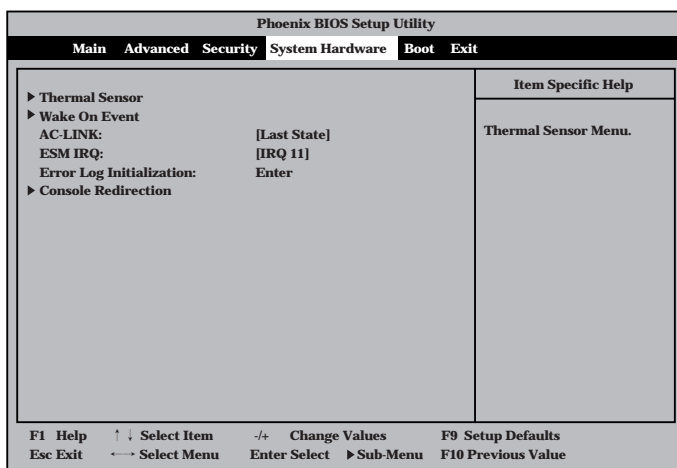 Phoenix BIOS Setup Utility
Main Advanced Security System Hardware Boot Exit
Item Specific Help
▶ Thermal Sensor
▶ Wake On Event
Thermal Sensor Menu.
AC-LINK: [Last State]
ESM IRQ: [IRQ 11]
Error Log Initialization: Enter
▶ Console Redirection
F1 Help ↑↓ Select Item -/+ Change Values F9 Setup Defaults
Esc Exit ←→ Select Menu Enter Select ▶ Sub-Menu F10 Previous Value